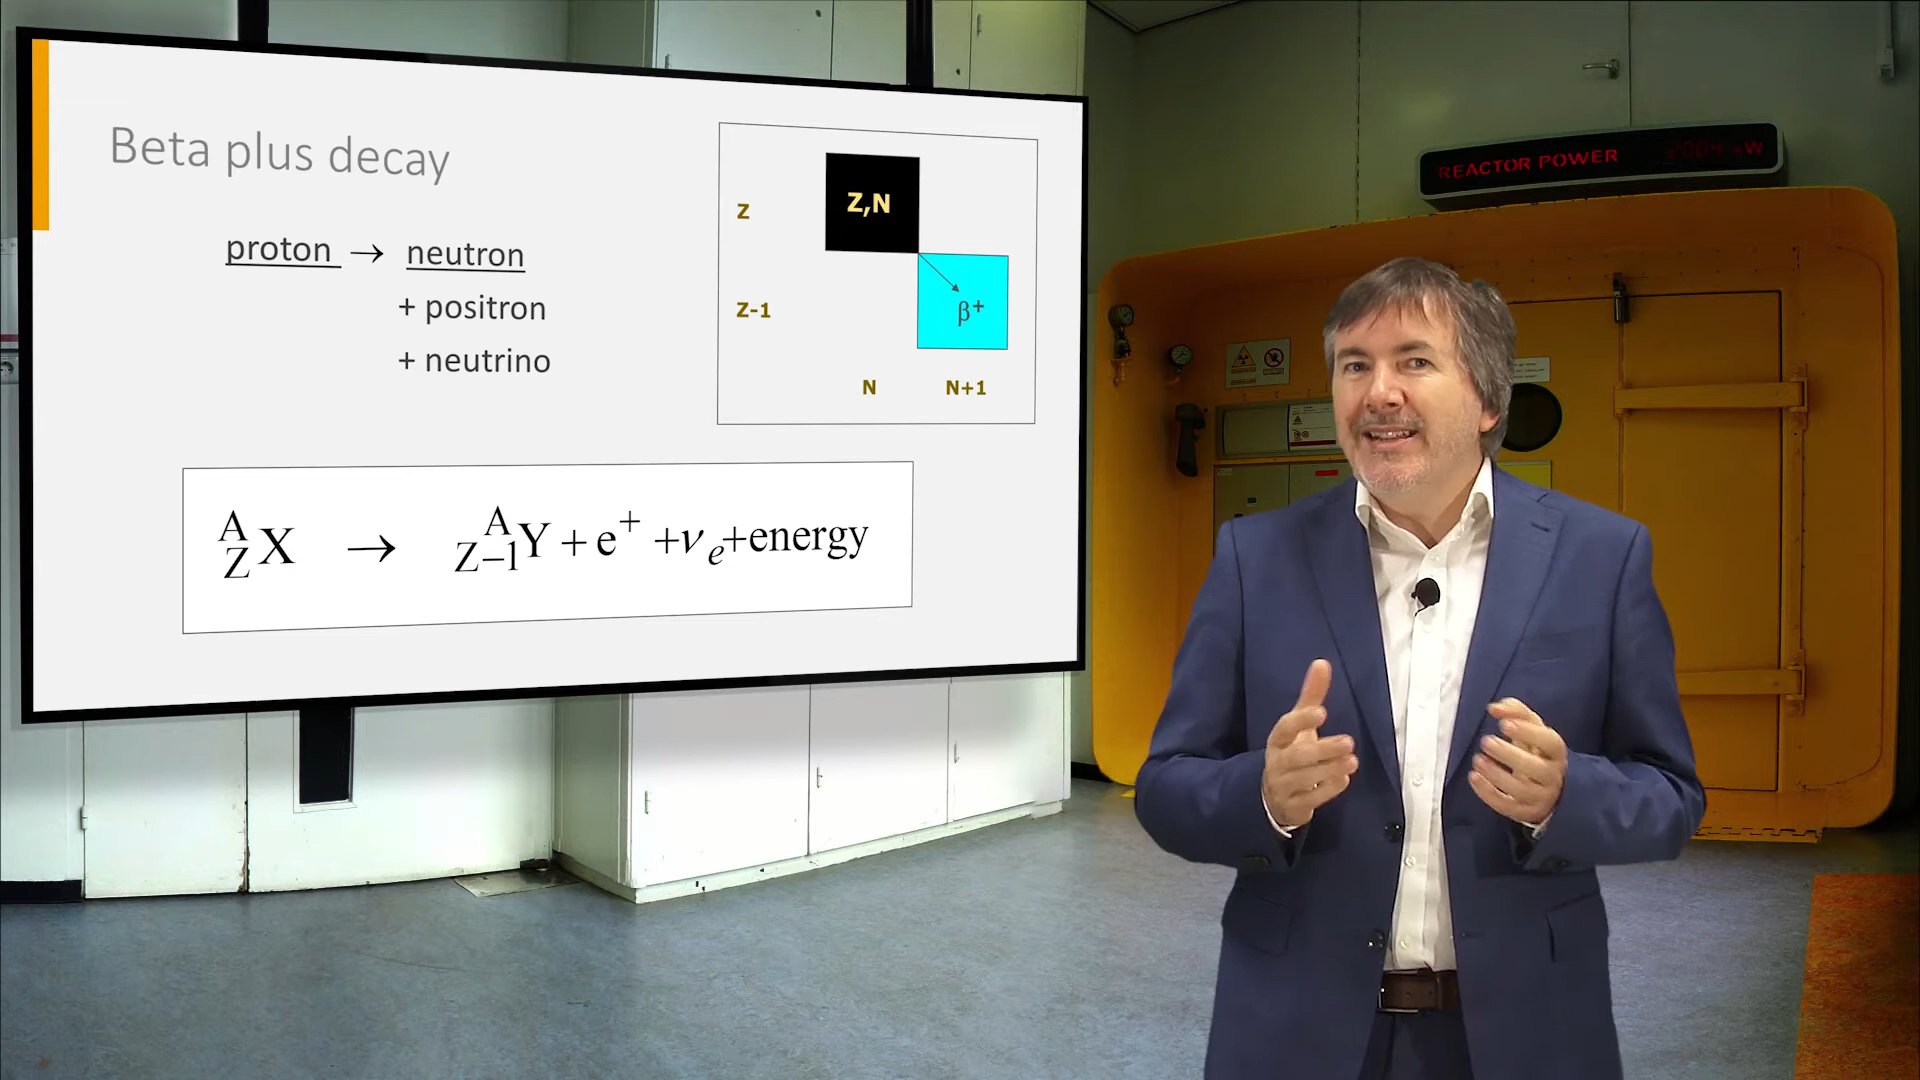 Beta plus decay
proton → neutron
+ positron
+ neutrino
Z
Z,N
Z-1
β+
N N+1
A A
Z X → Z–1 Y + e+ +νe+energy
REACTOR POWER